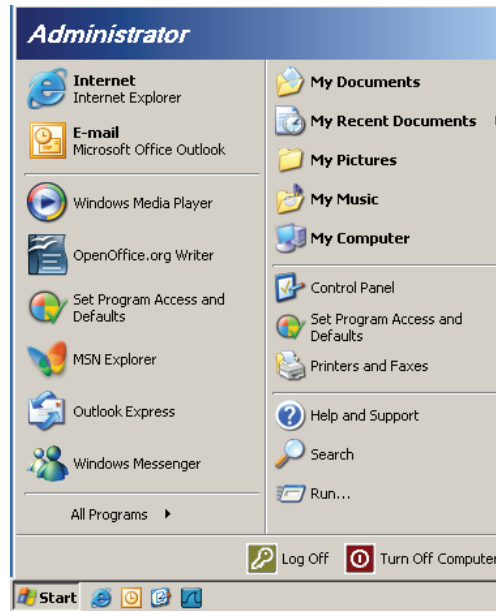 Administrator
Internet
Internet Explorer
E-mail
Microsoft Office Outlook
Windows Media Player
OpenOffice.org Writer
Set Program Access and
Defaults
MSN Explorer
Outlook Express
Windows Messenger
All Programs
My Documents
My Recent Documents
My Pictures
My Music
My Computer
Control Panel
Set Program Access and
Defaults
Printers and Faxes
Help and Support
Search
Run...
Log Off
Turn Off Computer
Start